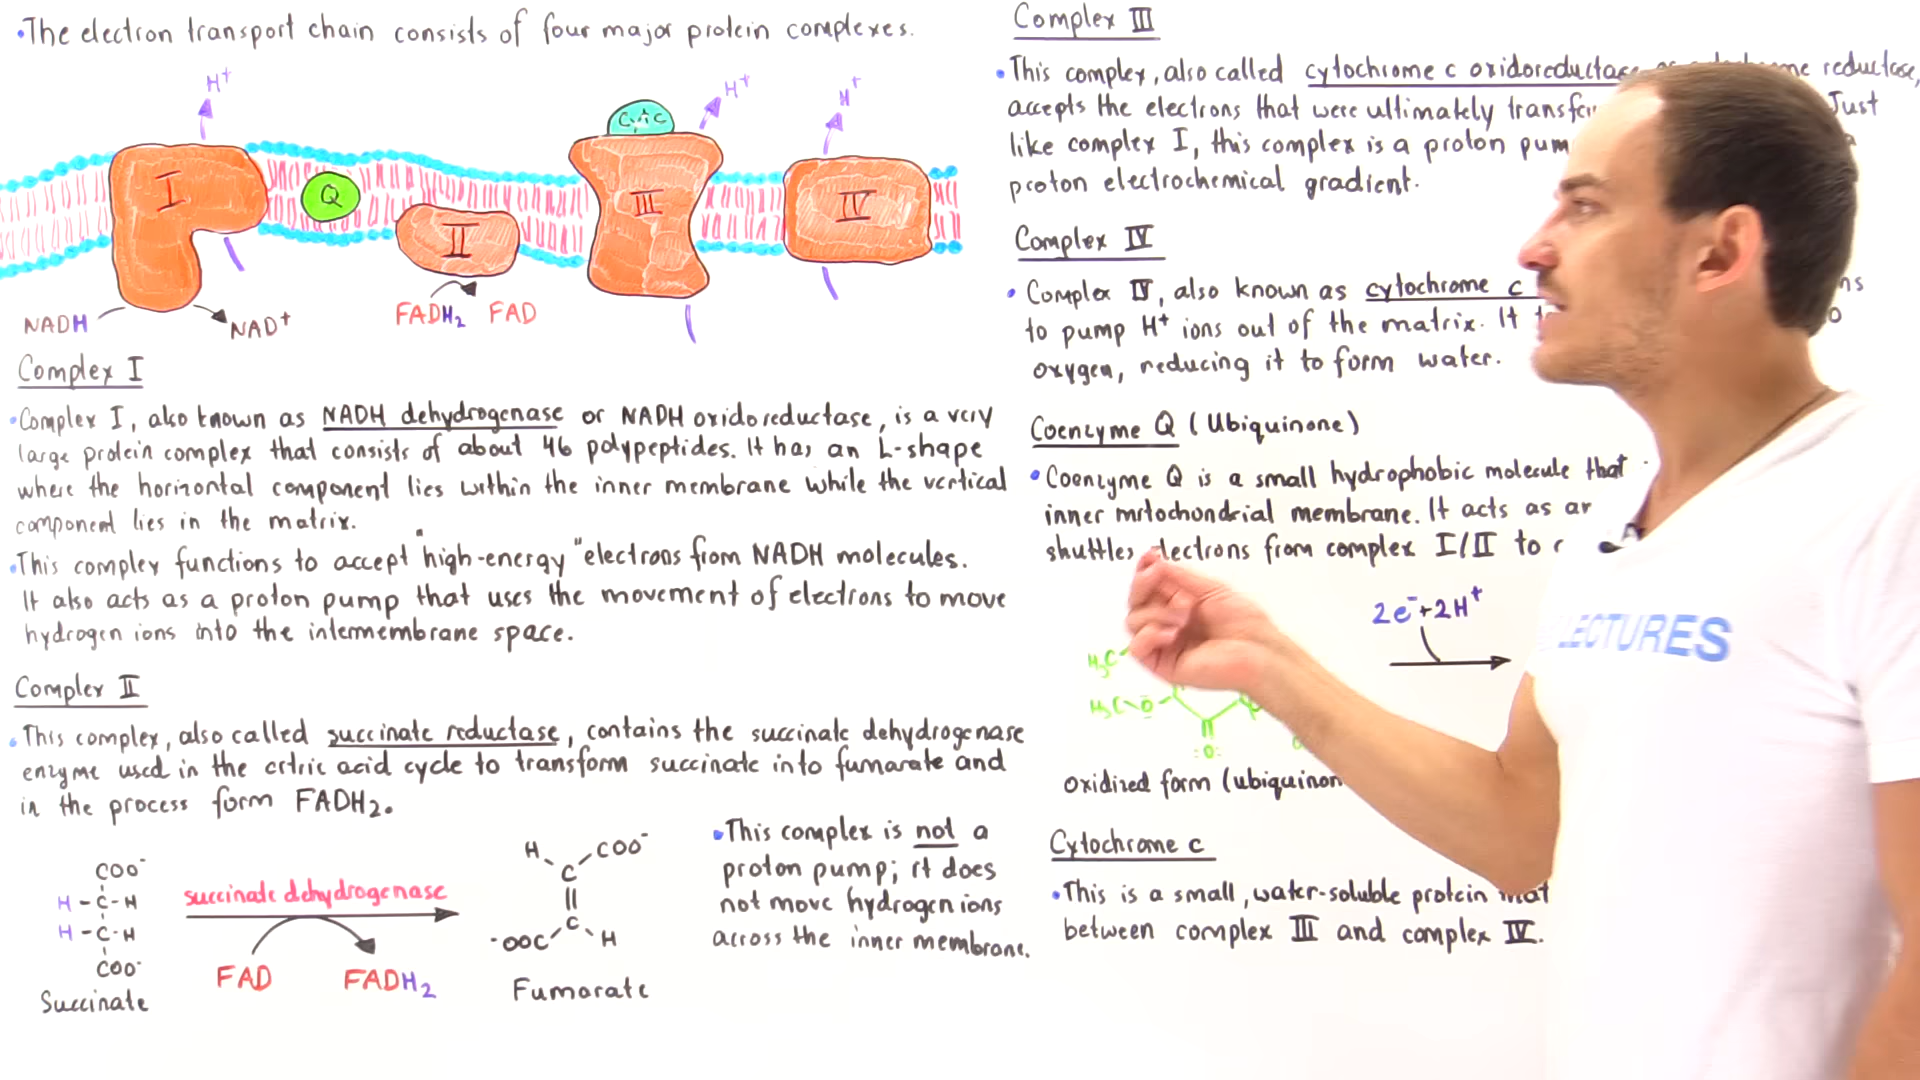 •The electron transport chain consists of four major protein complexes.
H⁺
H⁺
H⁺
Cytc
I
Q
II
III
IV
NADH
NAD⁺
FADH₂ FAD
Complex I
•Complex I, also known as NADH dehydrogenase or NADH oxidoreductase, is a very
large protein complex that consists of about 46 polypeptides. It has an L-shape
where the horizontal component lies within the inner membrane while the vertical
component lies in the matrix.
•This complex functions to accept "high-energy" electrons from NADH molecules.
It also acts as a proton pump that uses the movement of electrons to move
hydrogen ions into the intermembrane space.
Complex II
•This complex, also called succinate reductase, contains the succinate dehydrogenase
enzyme used in the citric acid cycle to transform succinate into fumarate and
in the process form FADH₂.
COO⁻
H-C-H
H-C-H
COO⁻
Succinate
succinate dehydrogenase
FAD
FADH₂
H COO⁻
C
C
⁻OOC H
Fumarate
•This complex is not a
proton pump; it does
not move hydrogen ions
across the inner membrane.
Complex III
•This complex, also called cytochrome c oxidoreductase reductase,
accepts the electrons that were ultimately Just
like complex I, this complex is a proton
proton electrochemical gradient.
Complex IV
•Complex IV, also known as cytochrome c
to pump H⁺ ions out of the matrix. It
oxygen, reducing it to form water.
Coenzyme Q (Ubiquinone)
•Coenzyme Q is a small hydrophobic molecule that
inner mitochondrial membrane. It acts as
shuttles electrons from complex I/II to
2e⁻+2H⁺
H₃C
H₃C O
:O:
oxidized form (ubiquinon
Cytochrome c
•This is a small, water-soluble protein that
between complex III and complex IV.
LECTURES